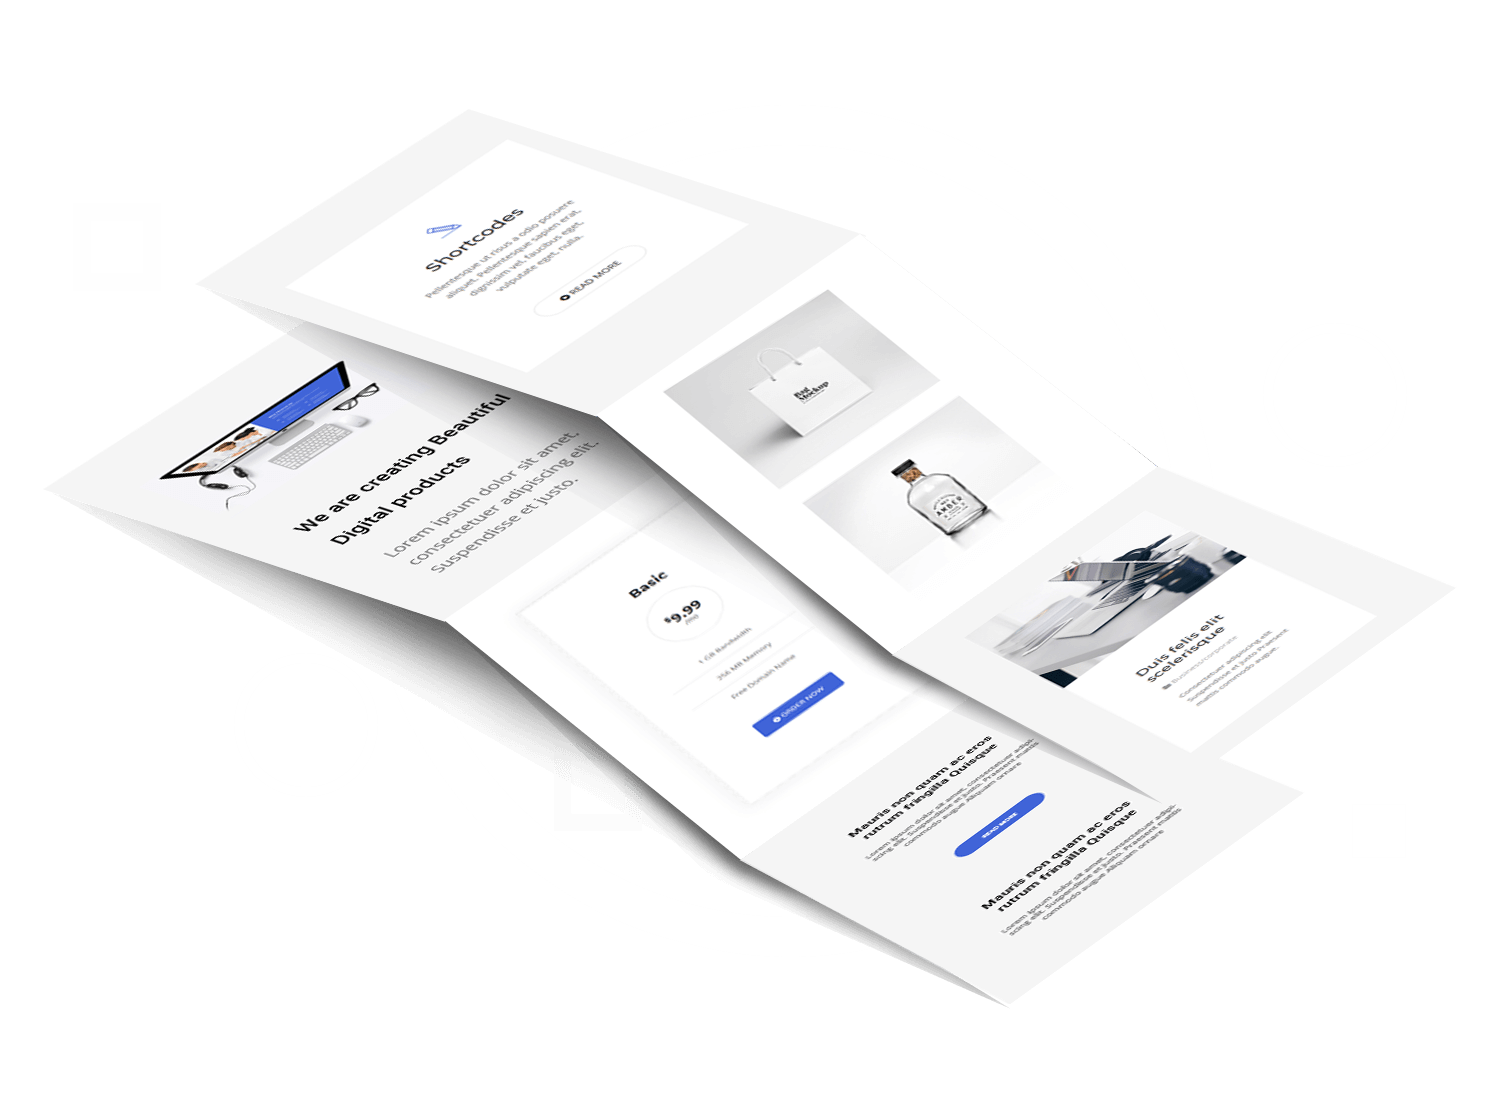 Shortcodes
Pellentesque ut risus a odio posuere
aliquet. Pellentesque sapien erat,
dignissim vel, faucibus eget,
vulputate eget, nulla.
READ MORE
Bag
Mockup
AMBER
Duis felis elit
scelerisque
Business/corporate
Consectetuer adipiscing elit
Suspendisse et justo Praesent
mattis commodo augue.
We are creating Beautiful
Digital products
Lorem ipsum dolor sit amet,
consectetuer adipiscing elit.
Suspendisse et justo.
Basic
$9.99
/mo
1 GB Bandwidth
256 MB Memory
Free Domain Name
ORDER NOW
Mauris non quam ac eros
rutrum fringilla Quisque
Lorem ipsum dolor sit amet, consectetuer adipi-
scing elit. Suspendisse et justo. Praesent mattis
commodo augue Aliquam ornare
READ MORE
Mauris non quam ac eros
rutrum fringilla Quisque
Lorem ipsum dolor sit amet, consectetuer adipi-
scing elit. Suspendisse et justo. Praesent mattis
commodo augue Aliquam ornare